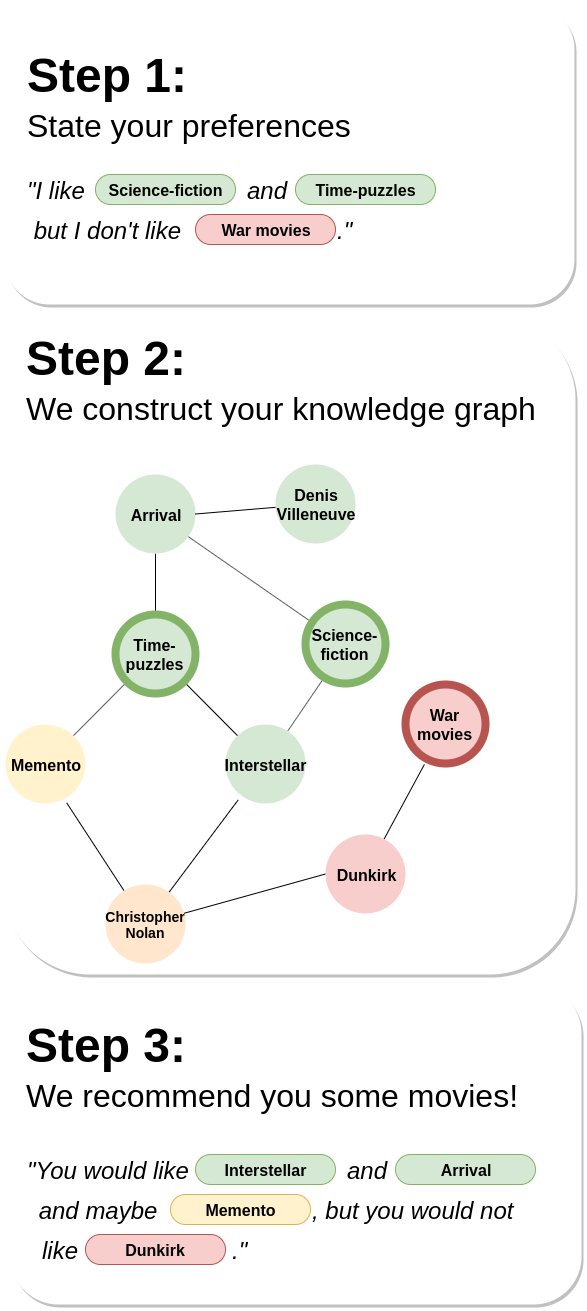 Step 1:
State your preferences
"I like Science-fiction and Time-puzzles
but I don't like War movies ."
Step 2:
We construct your knowledge graph
Denis
Villeneuve
Arrival
Science-
fiction
Time-
puzzles
War
movies
Memento
Interstellar
Dunkirk
Christopher
Nolan
Step 3:
We recommend you some movies!
"You would like Interstellar and Arrival
and maybe Memento , but you would not
like Dunkirk ."